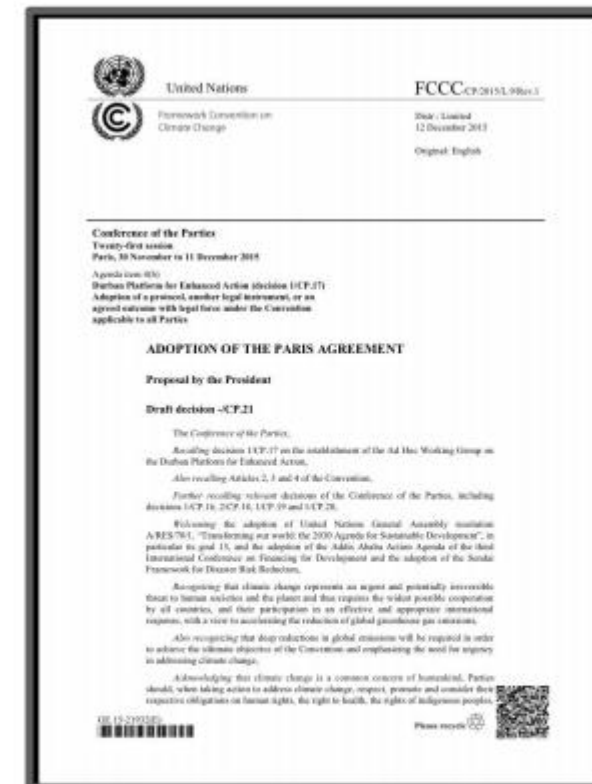 United Nations
FCCC/CP/2015/L.9/Rev.1
Framework Convention on
Climate Change
Distr.: Limited
12 December 2015
Original: English
Conference of the Parties
Twenty-first session
Paris, 30 November to 11 December 2015
Agenda item 4(b)
Durban Platform for Enhanced Action (decision 1/CP.17)
Adoption of a protocol, another legal instrument, or an
agreed outcome with legal force under the Convention
applicable to all Parties
ADOPTION OF THE PARIS AGREEMENT
Proposal by the President
Draft decision -/CP.21
The Conference of the Parties,
Recalling decision 1/CP.17 on the establishment of the Ad Hoc Working Group on
the Durban Platform for Enhanced Action,
Also recalling Articles 2, 3 and 4 of the Convention,
Further recalling relevant decisions of the Conference of the Parties, including
decisions 1/CP.16, 2/CP.18, 1/CP.19 and 1/CP.20,
Welcoming the adoption of United Nations General Assembly resolution
A/RES/70/1, "Transforming our world: the 2030 Agenda for Sustainable Development", in
particular its goal 13, and the adoption of the Addis Ababa Action Agenda of the third
International Conference on Financing for Development and the adoption of the Sendai
Framework for Disaster Risk Reduction,
Recognizing that climate change represents an urgent and potentially irreversible
threat to human societies and the planet and thus requires the widest possible cooperation
by all countries, and their participation in an effective and appropriate international
response, with a view to accelerating the reduction of global greenhouse gas emissions,
Also recognizing that deep reductions in global emissions will be required in order
to achieve the ultimate objective of the Convention and emphasizing the need for urgency
in addressing climate change,
Acknowledging that climate change is a common concern of humankind, Parties
should, when taking action to address climate change, respect, promote and consider their
respective obligations on human rights, the right to health, the rights of indigenous peoples,
GE.15-21932(E)
Please recycle